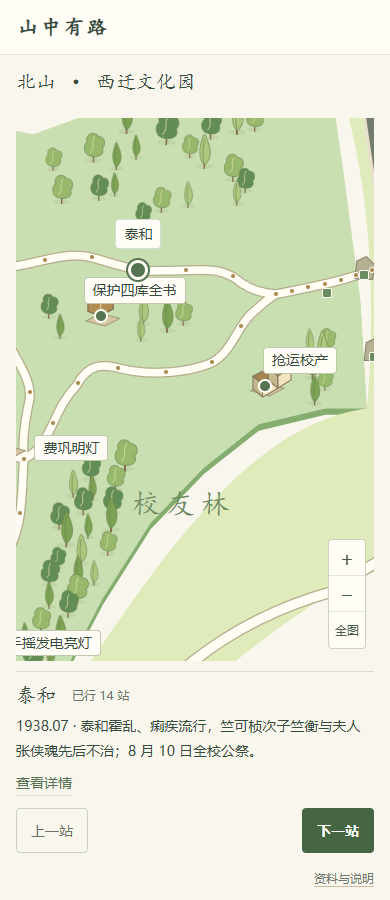 山中有路
北山 • 西迁文化园
泰和
保护四库全书
抢运校产
费巩明灯
校友林
+
−
全图
手摇发电亮灯
泰和 已行 14 站
1938.07 · 泰和霍乱、痢疾流行，竺可桢次子竺衡与夫人
张侠魂先后不治；8 月 10 日全校公祭。
查看详情
上一站 下一站
资料与说明